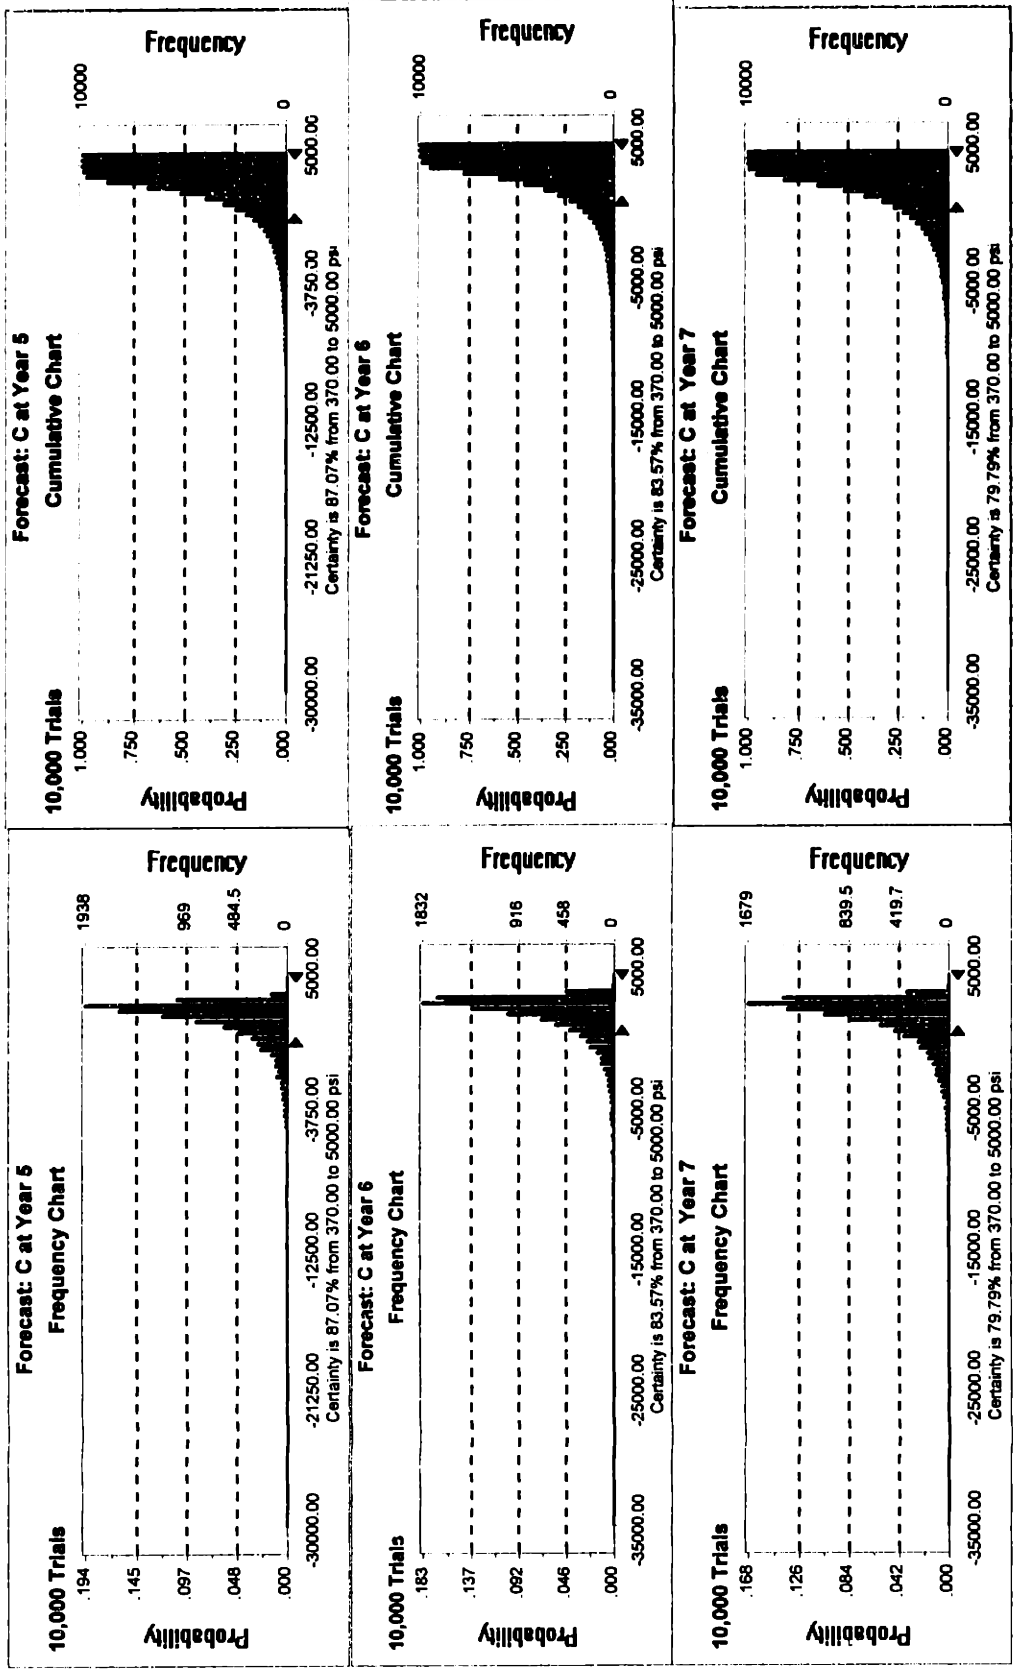 Forecast: C at Year 5
10,000 Trials Frequency Chart
.194 1938
.145
.097 969
.048 484.5
.000 0
Probability
Frequency
-30000.00 -21250.00 -12500.00 -3750.00 5000.00
Certainty is 87.07% from 370.00 to 5000.00 psi
Forecast: C at Year 5
10,000 Trials Cumulative Chart
1.000 10000
.750
.500
.250
.000 0
Probability
Frequency
-30000.00 -21250.00 -12500.00 -3750.00 5000.00
Certainty is 87.07% from 370.00 to 5000.00 psi
Forecast: C at Year 6
10,000 Trials Frequency Chart
.183 1832
.137
.092 916
.046 458
.000 0
Probability
Frequency
-35000.00 -25000.00 -15000.00 -5000.00 5000.00
Certainty is 83.57% from 370.00 to 5000.00 psi
Forecast: C at Year 6
10,000 Trials Cumulative Chart
1.000 10000
.750
.500
.250
.000 0
Probability
Frequency
-35000.00 -25000.00 -15000.00 -5000.00 5000.00
Certainty is 83.57% from 370.00 to 5000.00 psi
Forecast: C at Year 7
10,000 Trials Frequency Chart
.168 1679
.126
.084 839.5
.042 419.7
.000 0
Probability
Frequency
-35000.00 -25000.00 -15000.00 -5000.00 5000.00
Certainty is 79.79% from 370.00 to 5000.00 psi
Forecast: C at Year 7
10,000 Trials Cumulative Chart
1.000 10000
.750
.500
.250
.000 0
Probability
Frequency
-35000.00 -25000.00 -15000.00 -5000.00 5000.00
Certainty is 79.79% from 370.00 to 5000.00 psi